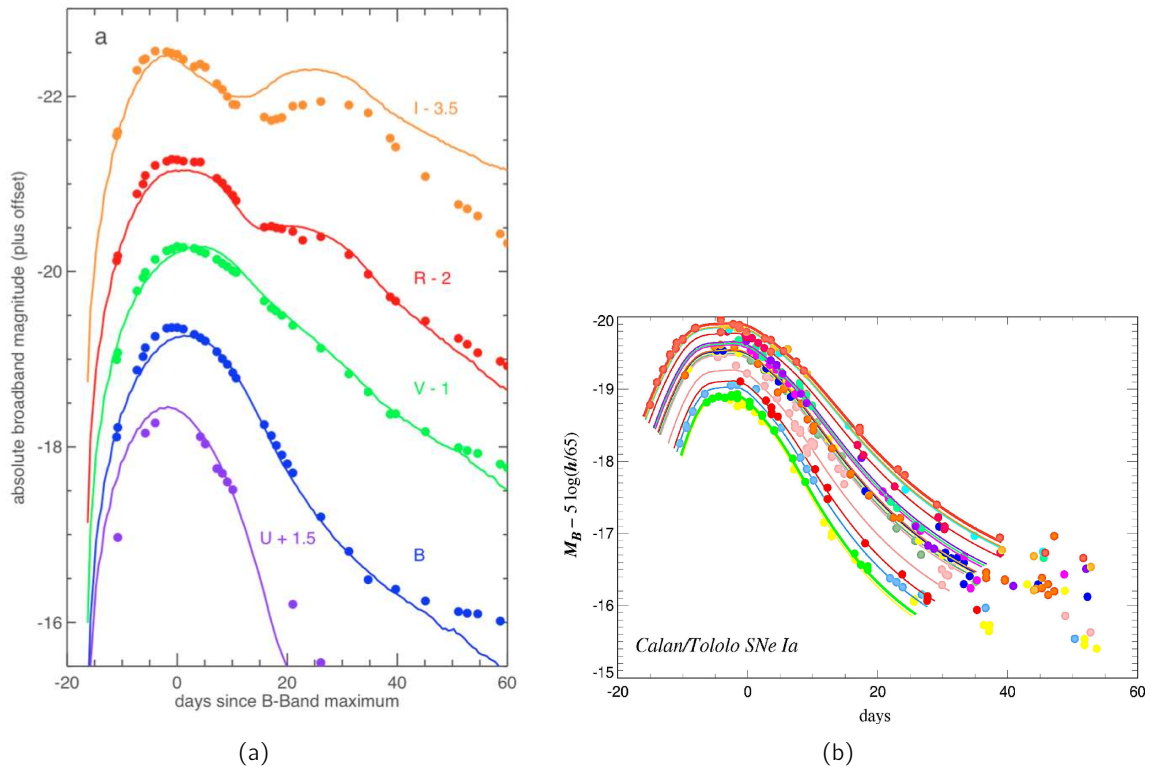 a
I - 3.5
R - 2
V - 1
B
U + 1.5
absolute broadband magnitude (plus offset)
-22
-20
-18
-16
-20 0 20 40 60
days since B-Band maximum
(a)
M_B – 5 log(h/65)
-20
-19
-18
-17
-16
-15
Calan/Tololo SNe Ia
-20 0 20 40 60
days
(b)